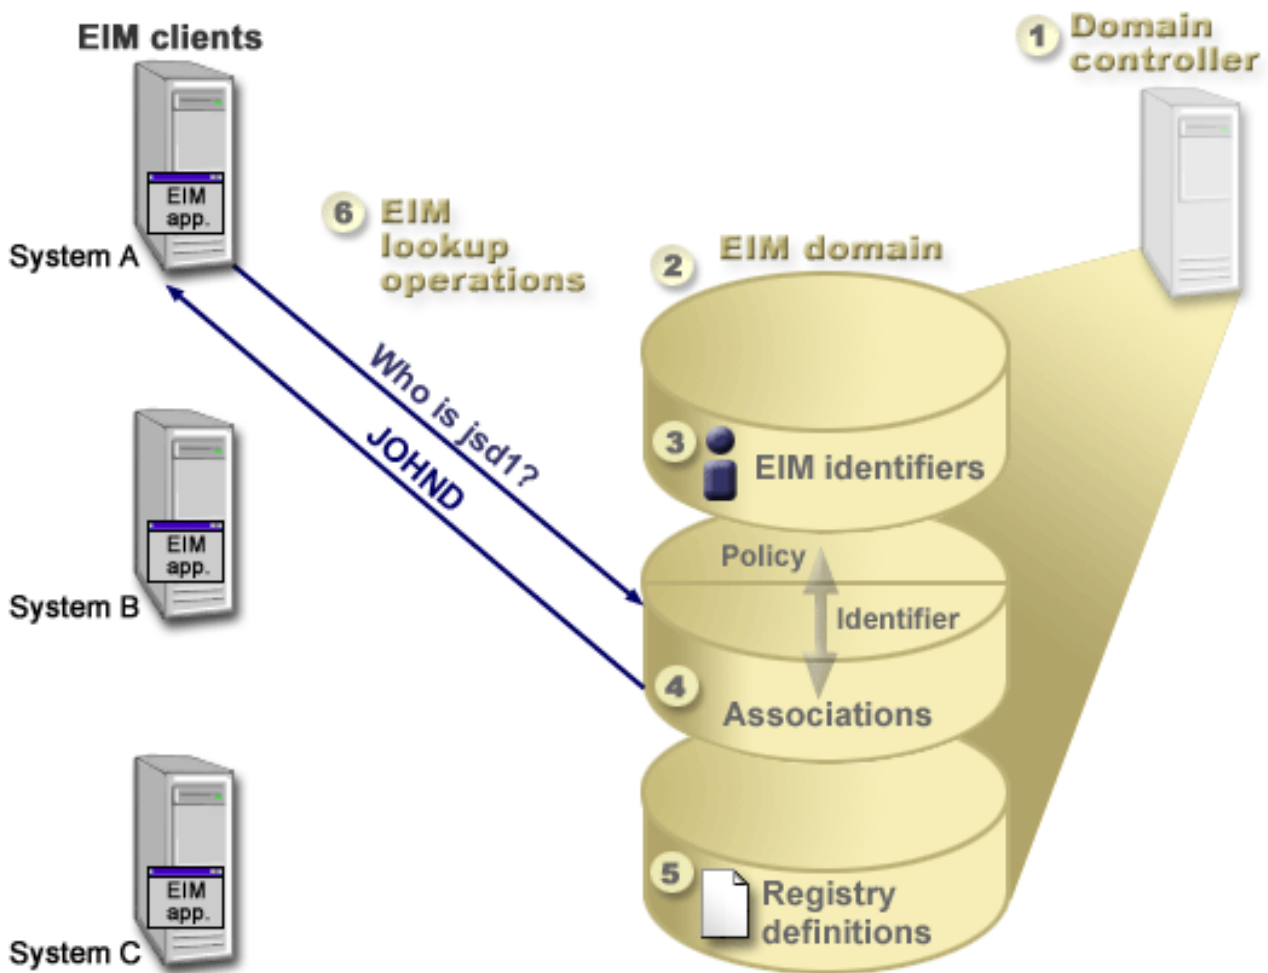 EIM clients
1 Domain
controller
EIM
app.
System A
6 EIM
lookup
operations
2 EIM domain
Who is jsd1?
JOHND
3 EIM identifiers
Policy
Identifier
4
Associations
EIM
app.
System B
5 Registry
definitions
EIM
app.
System C